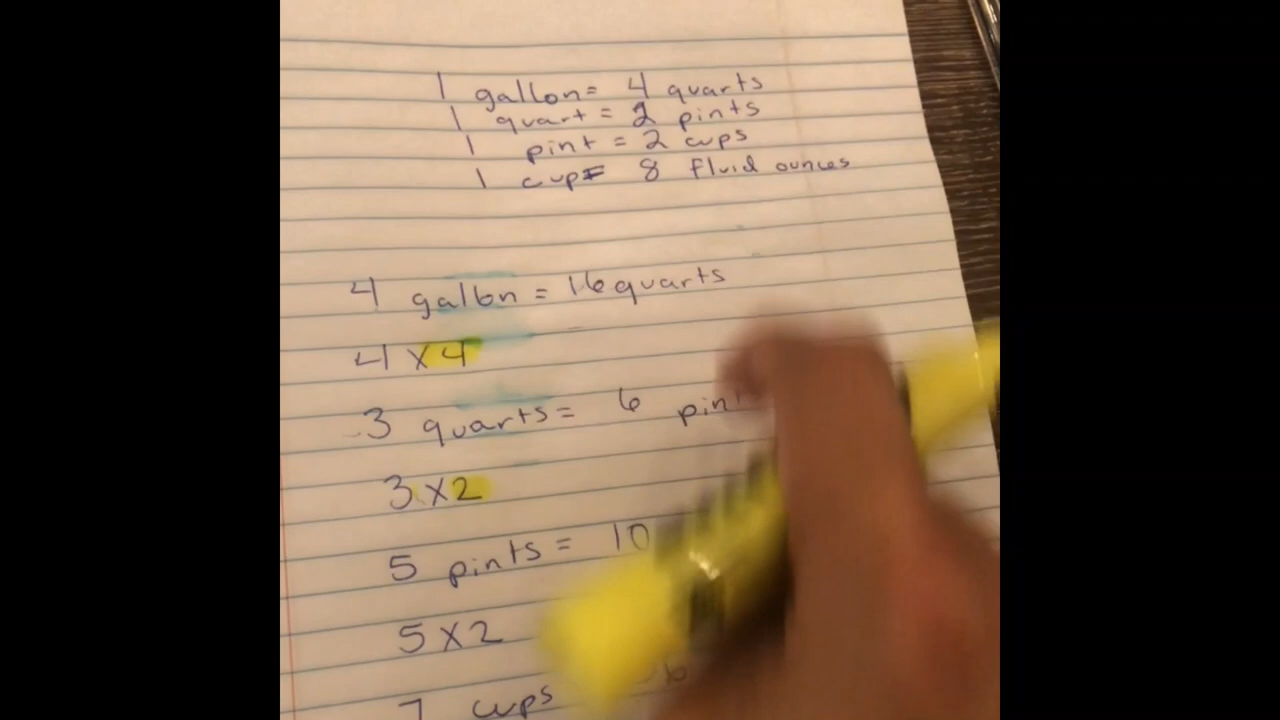 1 gallon = 4 quarts
1 quart = 2 pints
1 pint = 2 cups
1 cup = 8 fluid ounces
4 gallon = 16 quarts
4 x 4
3 quarts = 6
3 x 2
5 pints = 10
5 x 2
7 cups